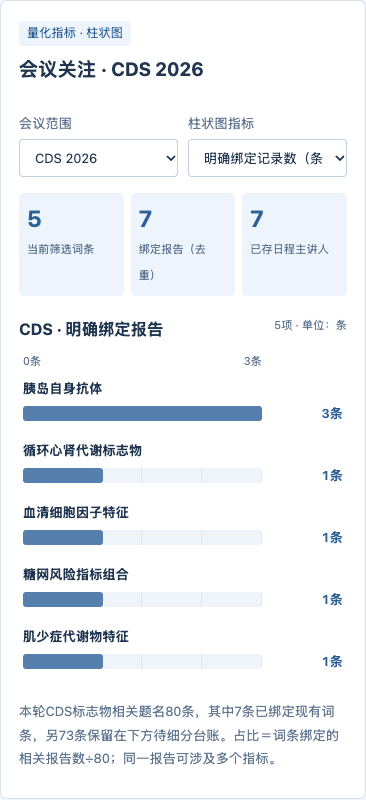 量化指标 · 柱状图
会议关注 · CDS 2026
会议范围
柱状图指标
CDS 2026
明确绑定记录数（条
5
7
7
当前筛选词条
绑定报告（去
重）
已存日程主讲人
CDS · 明确绑定报告
5项 · 单位：条
0条
3条
胰岛自身抗体
3条
循环心肾代谢标志物
1条
血清细胞因子特征
1条
糖网风险指标组合
1条
肌少症代谢物特征
1条
本轮CDS标志物相关题名80条，其中7条已绑定现有词
条，另73条保留在下方待细分台账。占比＝词条绑定的
相关报告数÷80；同一报告可涉及多个指标。